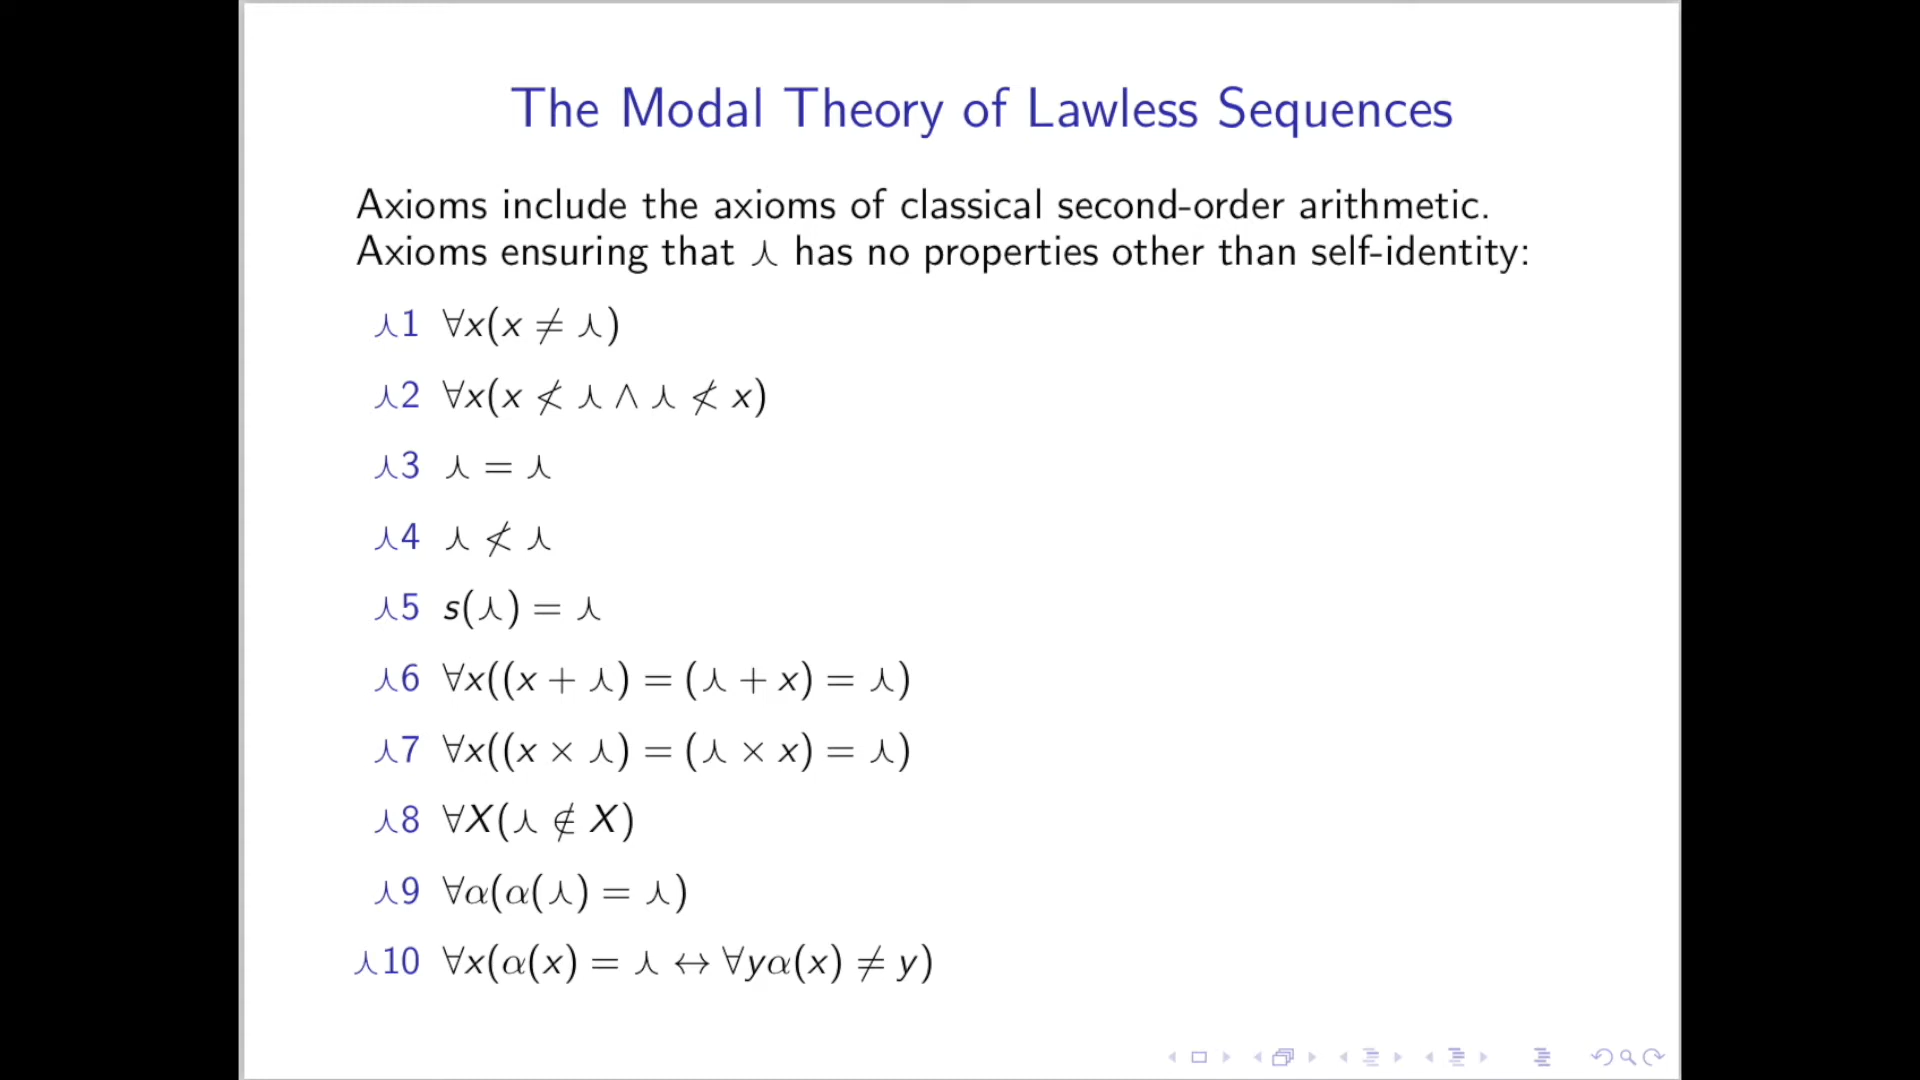 The Modal Theory of Lawless Sequences
Axioms include the axioms of classical second-order arithmetic.
Axioms ensuring that ⅄ has no properties other than self-identity:
⅄1 ∀x(x ≠ ⅄)
⅄2 ∀x(x ≮ ⅄ ∧ ⅄ ≮ x)
⅄3 ⅄ = ⅄
⅄4 ⅄ ≮ ⅄
⅄5 s(⅄) = ⅄
⅄6 ∀x((x + ⅄) = (⅄ + x) = ⅄)
⅄7 ∀x((x × ⅄) = (⅄ × x) = ⅄)
⅄8 ∀X(⅄ ∉ X)
⅄9 ∀α(α(⅄) = ⅄)
⅄10 ∀x(α(x) = ⅄ ↔ ∀yα(x) ≠ y)